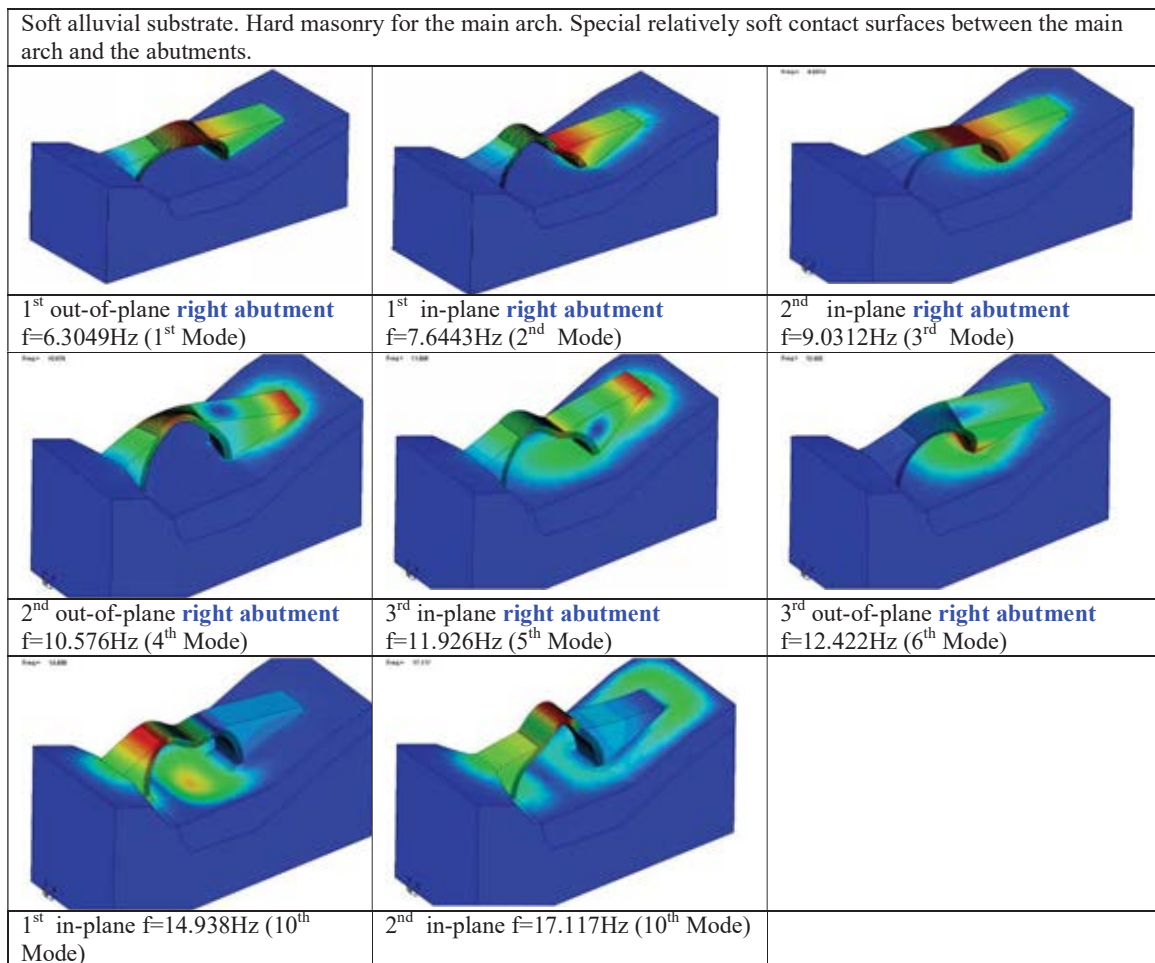 Soft alluvial substrate. Hard masonry for the main arch. Special relatively soft contact surfaces between the main
arch and the abutments.
1st out-of-plane right abutment
f=6.3049Hz (1st Mode)
1st in-plane right abutment
f=7.6443Hz (2nd Mode)
2nd in-plane right abutment
f=9.0312Hz (3rd Mode)
2nd out-of-plane right abutment
f=10.576Hz (4th Mode)
3rd in-plane right abutment
f=11.926Hz (5th Mode)
3rd out-of-plane right abutment
f=12.422Hz (6th Mode)
1st in-plane f=14.938Hz (10th
Mode)
2nd in-plane f=17.117Hz (10th Mode)